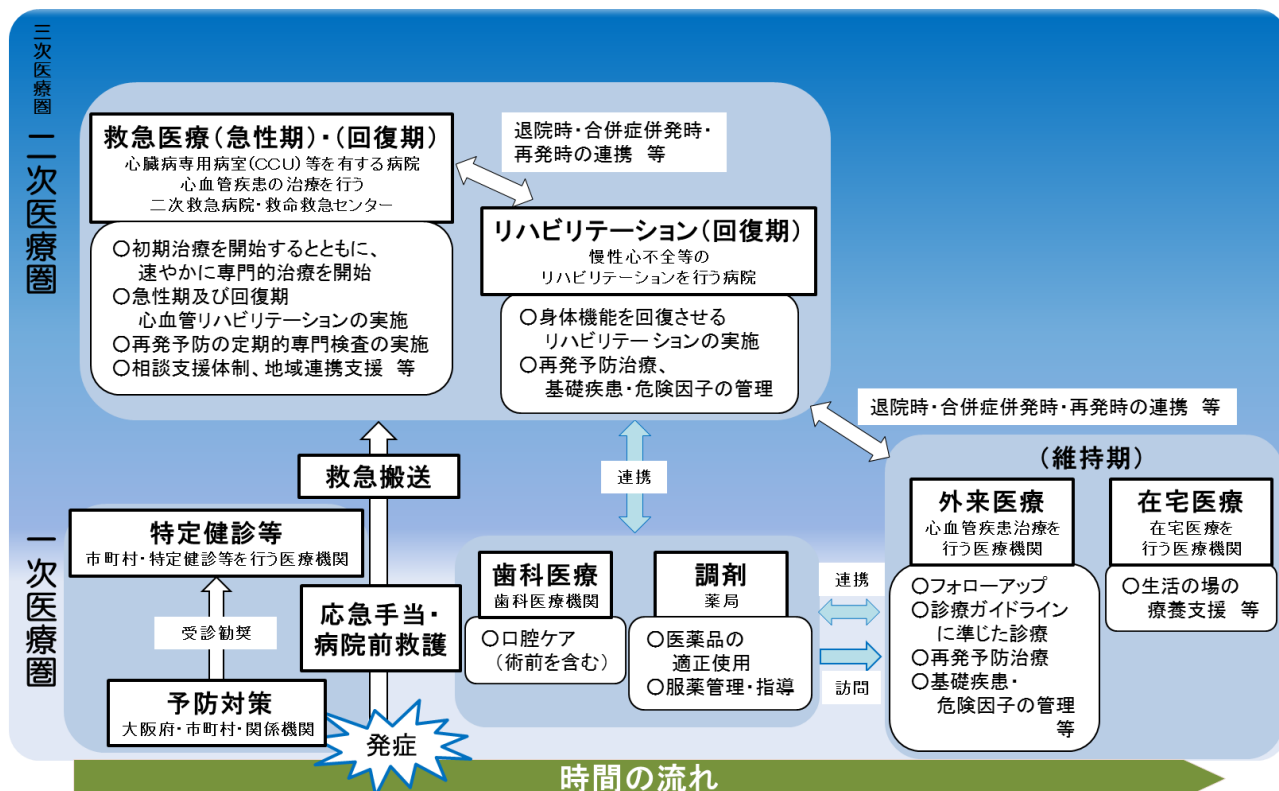 三次医療圏
二次医療圏
救急医療（急性期）・（回復期）
心臓病専用病室（CCU）等を有する病院
心血管疾患の治療を行う
二次救急病院・救命救急センター
○初期治療を開始するとともに、
速やかに専門的治療を開始
○急性期及び回復期
心血管リハビリテーションの実施
○再発予防の定期的専門検査の実施
○相談支援体制、地域連携支援 等
退院時・合併症併発時・
再発時の連携 等
リハビリテーション（回復期）
慢性心不全等の
リハビリテーションを行う病院
○身体機能を回復させる
リハビリテーションの実施
○再発予防治療、
基礎疾患・危険因子の管理
退院時・合併症併発時・再発時の連携 等
救急搬送
連携
一次医療圏
特定健診等
市町村・特定健診等を行う医療機関
受診勧奨
予防対策
大阪府・市町村・関係機関
応急手当・
病院前救護
発症
歯科医療
歯科医療機関
○口腔ケア
（術前を含む）
調剤
薬局
○医薬品の
適正使用
○服薬管理・指導
連携
訪問
（維持期）
外来医療
心血管疾患治療を
行う医療機関
○フォローアップ
○診療ガイドライン
に準じた診療
○再発予防治療
○基礎疾患・
危険因子の管理
等
在宅医療
在宅医療を
行う医療機関
○生活の場の
療養支援 等
時間の流れ